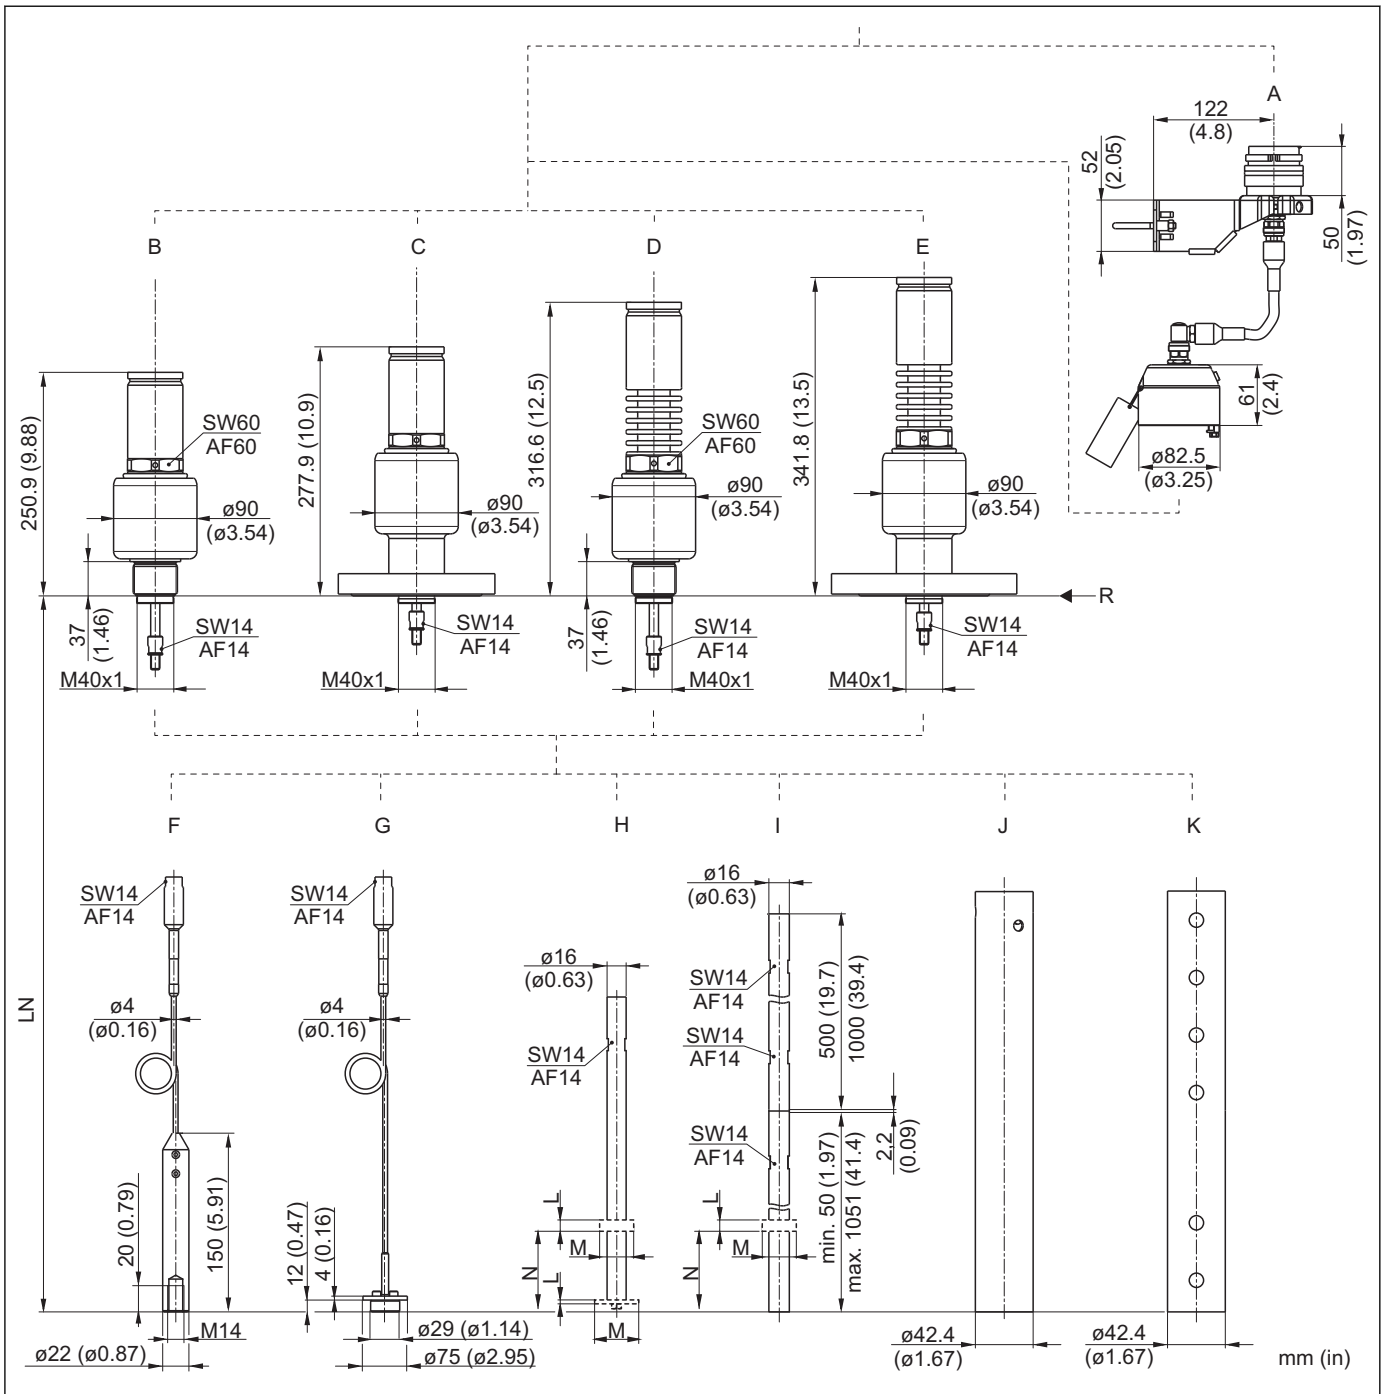 A
122
(4.8)
52
(2.05)
50
(1.97)
61
(2.4)
ø82.5
(ø3.25)
B
C
D
E
250.9 (9.88)
SW60
AF60
ø90
(ø3.54)
37
(1.46)
SW14
AF14
M40x1
277.9 (10.9)
ø90
(ø3.54)
SW14
AF14
M40x1
316.6 (12.5)
SW60
AF60
ø90
(ø3.54)
37
(1.46)
SW14
AF14
M40x1
341.8 (13.5)
ø90
(ø3.54)
SW14
AF14
M40x1
R
LN
F
G
H
I
J
K
SW14
AF14
ø4
(ø0.16)
20 (0.79)
150 (5.91)
M14
ø22 (ø0.87)
SW14
AF14
ø4
(ø0.16)
12 (0.47)
4 (0.16)
ø29 (ø1.14)
ø75 (ø2.95)
ø16
(ø0.63)
SW14
AF14
L
M
N
L
M
ø16
(ø0.63)
SW14
AF14
SW14
AF14
SW14
AF14
500 (19.7)
1000 (39.4)
2,2
(0.09)
min. 50 (1.97)
max. 1051 (41.4)
L
M
N
ø42.4
(ø1.67)
ø42.4
(ø1.67)
mm (in)